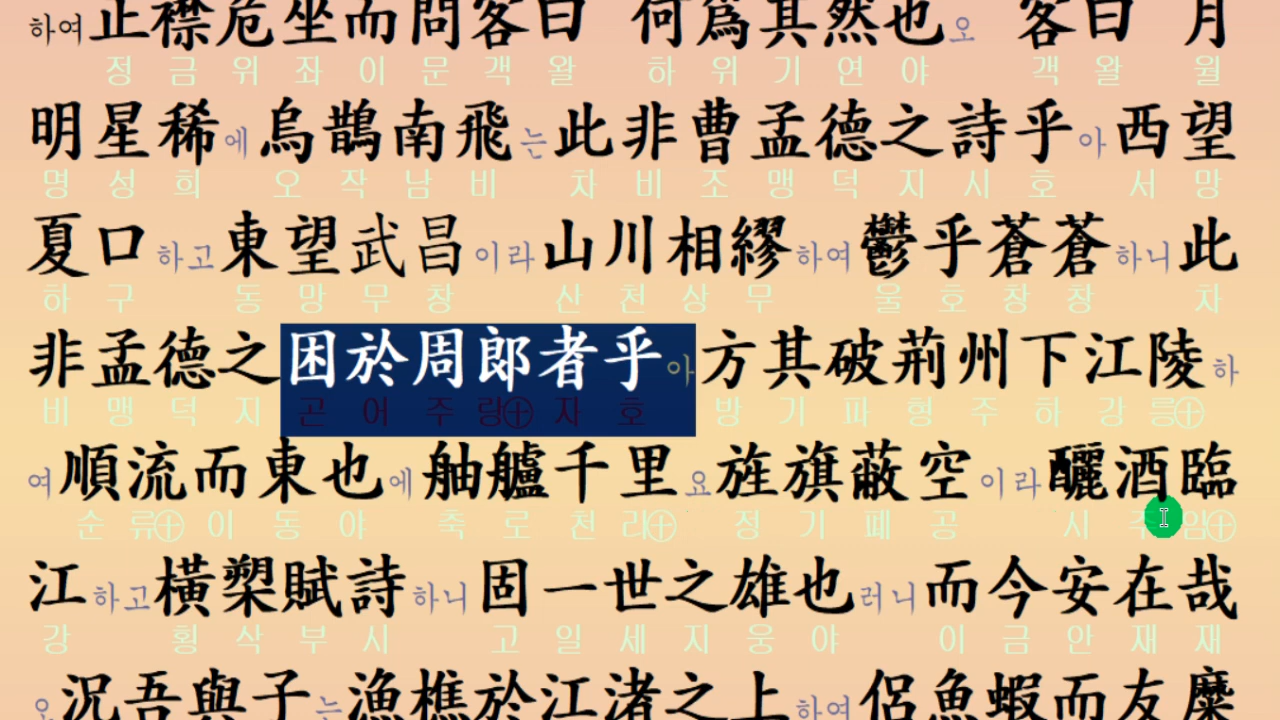 하여正襟危坐而問客曰 何爲其然也오 客曰 月
정 금 위 좌 이 문 객 왈 하 위 기 연 야 객 왈 월
明星稀에烏鵲南飛는此非曹孟德之詩乎아西望
명 성 희 오 작 남 비 차 비 조 맹 덕 지 시 호 서 망
夏口하고東望武昌이라山川相繆하여鬱乎蒼蒼하니此
하 구 동 망 무 창 산 천 상 무 울 호 창 창 차
非孟德之困於周郎者乎아方其破荊州下江陵하
비 맹 덕 지 곤 어 주 랑㊉ 자 호 방 기 파 형 주 하 강 릉㊉
여順流而東也에舳艫千里요旌旗蔽空이라釃酒臨
순 류㊉ 이 동 야 축 로 천 리㊉ 정 기 폐 공 시 주 임㊉
江하고橫槊賦詩하니固一世之雄也러니而今安在哉
강 횡 삭 부 시 고 일 세 지 웅 야 이 금 안 재 재
오況吾與子는漁樵於江渚之上하여侶魚蝦而友麋